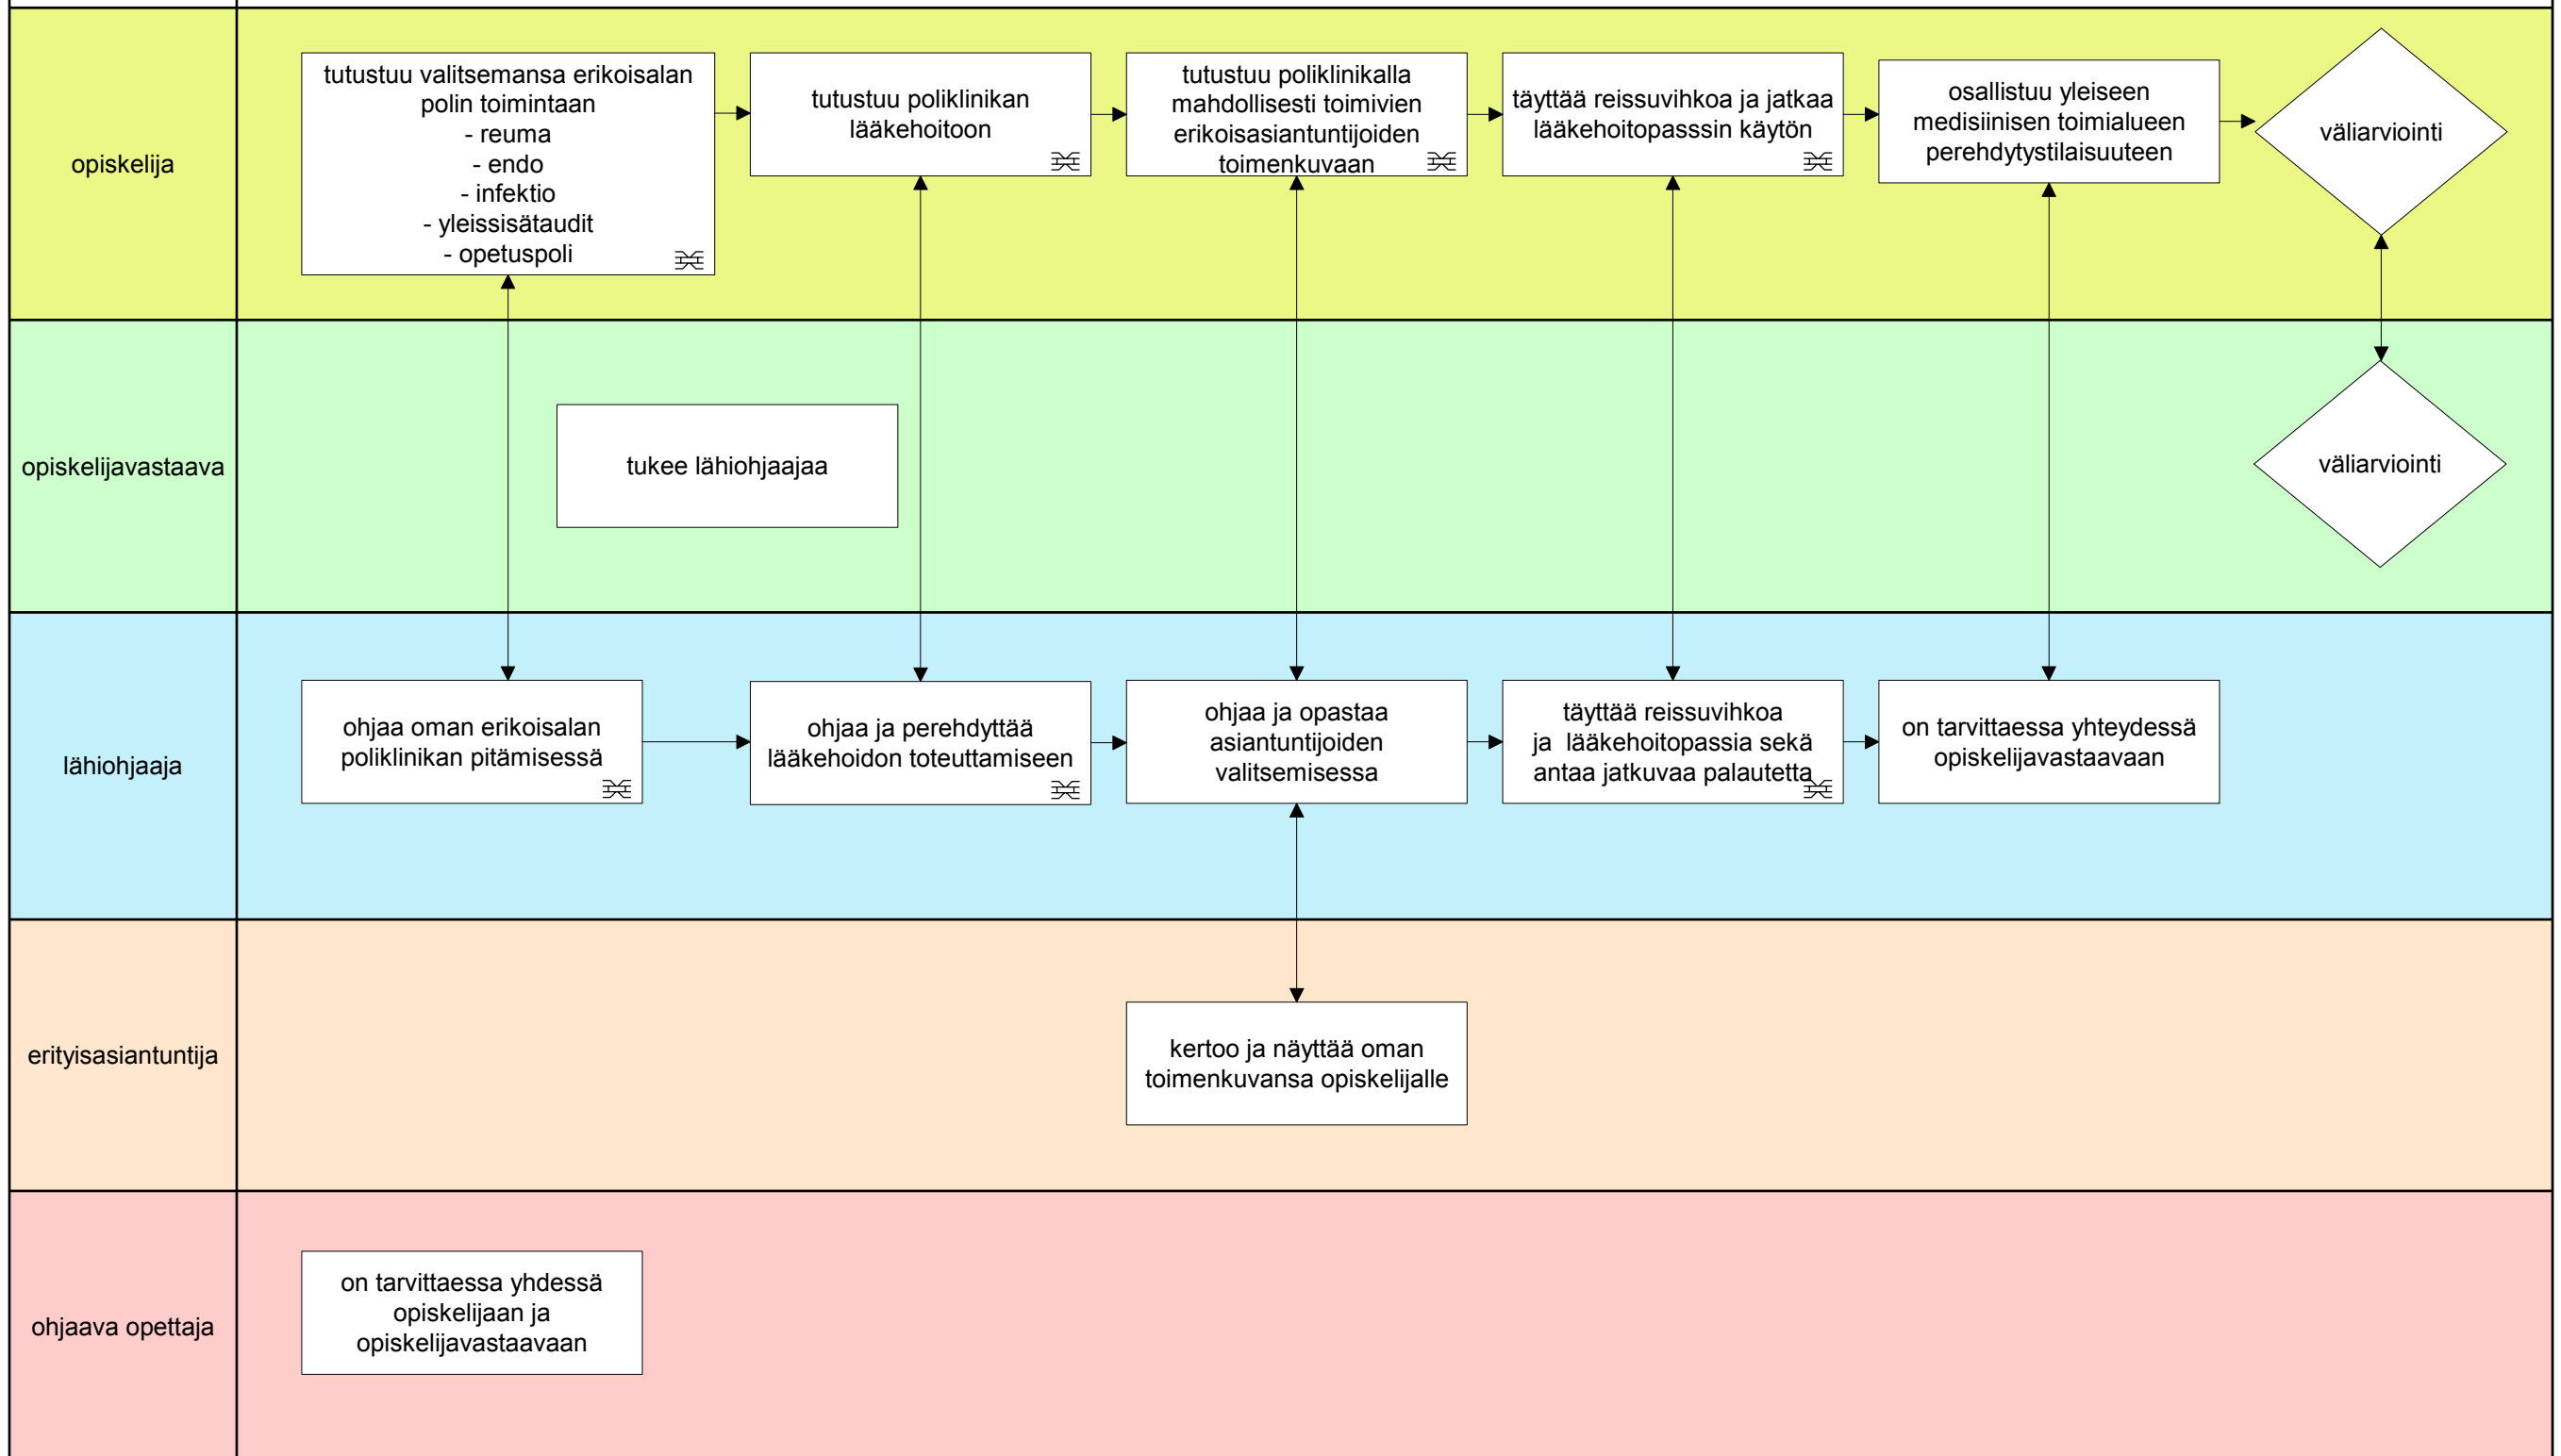 opiskelija
tutustuu valitsemansa erikoisalan
polin toimintaan
- reuma
- endo
- infektio
- yleissisätaudit
- opetuspoli
tutustuu poliklinikan
lääkehoitoon
tutustuu poliklinikalla
mahdollisesti toimivien
erikoisasiantuntijoiden
toimenkuvaan
täyttää reissuvihkoa ja jatkaa
lääkehoitopasssin käytön
osallistuu yleiseen
medisiinisen toimialueen
perehdytystilaisuuteen
väliarviointi
opiskelijavastaava
tukee lähiohjaajaa
väliarviointi
lähiohjaaja
ohjaa oman erikoisalan
poliklinikan pitämisessä
ohjaa ja perehdyttää
lääkehoidon toteuttamiseen
ohjaa ja opastaa
asiantuntijoiden
valitsemisessa
täyttää reissuvihkoa
ja  lääkehoitopassia sekä
antaa jatkuvaa palautetta
on tarvittaessa yhteydessä
opiskelijavastaavaan
erityisasiantuntija
kertoo ja näyttää oman
toimenkuvansa opiskelijalle
ohjaava opettaja
on tarvittaessa yhdessä
opiskelijaan ja
opiskelijavastaavaan